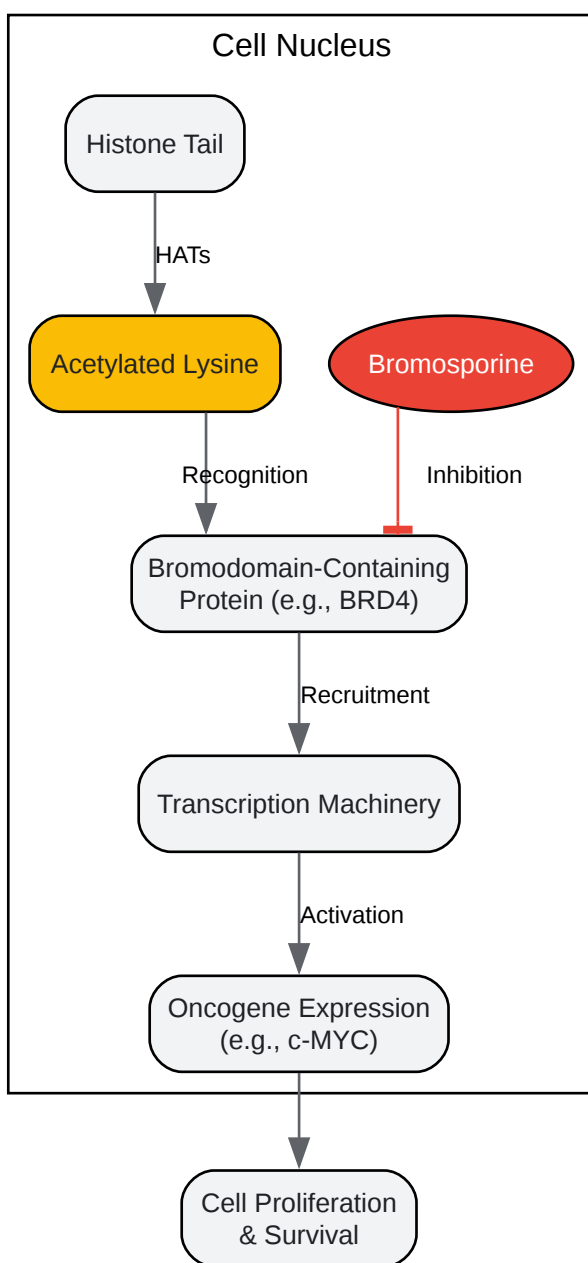 Cell Nucleus
Histone Tail
HATs
Acetylated Lysine
Bromosporine
Recognition
Inhibition
Bromodomain-Containing
Protein (e.g., BRD4)
Recruitment
Transcription Machinery
Activation
Oncogene Expression
(e.g., c-MYC)
Cell Proliferation
& Survival